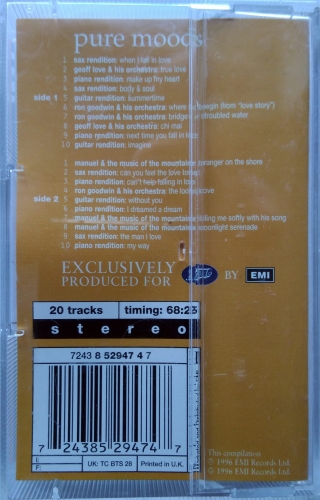 pure moods
1 sax rendition: when I fall in love
2 geoff love & his orchestra: true love
3 piano rendition: make up my heart
4 sax rendition: body & soul
side 1 5 guitar rendition: summertime
6 ron goodwin & his orchestra: where do I begin (from "love story")
7 ron goodwin & his orchestra: bridge over troubled water
8 geoff love & his orchestra: chi mai
9 piano rendition: next time you fall in love
10 guitar rendition: imagine
1 manuel & the music of the mountains: stranger on the shore
2 sax rendition: can you feel the love tonight
3 piano rendition: can't help falling in love
4 ron goodwin & his orchestra: the look of love
side 2 5 guitar rendition: without you
6 piano rendition: I dreamed a dream
7 manuel & the music of the mountains: killing me softly with his song
8 manuel & the music of the mountains: moonlight serenade
9 sax rendition: the man I love
10 piano rendition: my way
EXCLUSIVELY
PRODUCED FOR Boots BY EMI
20 tracks timing: 68:23
stereo
7243 8 52947 4 7
7 24385 29474 7
E:
F:
UK: TC BTS 28
Printed in U.K.
This compilation
℗ 1996 EMI Records Ltd.
© 1996 EMI Records Ltd.